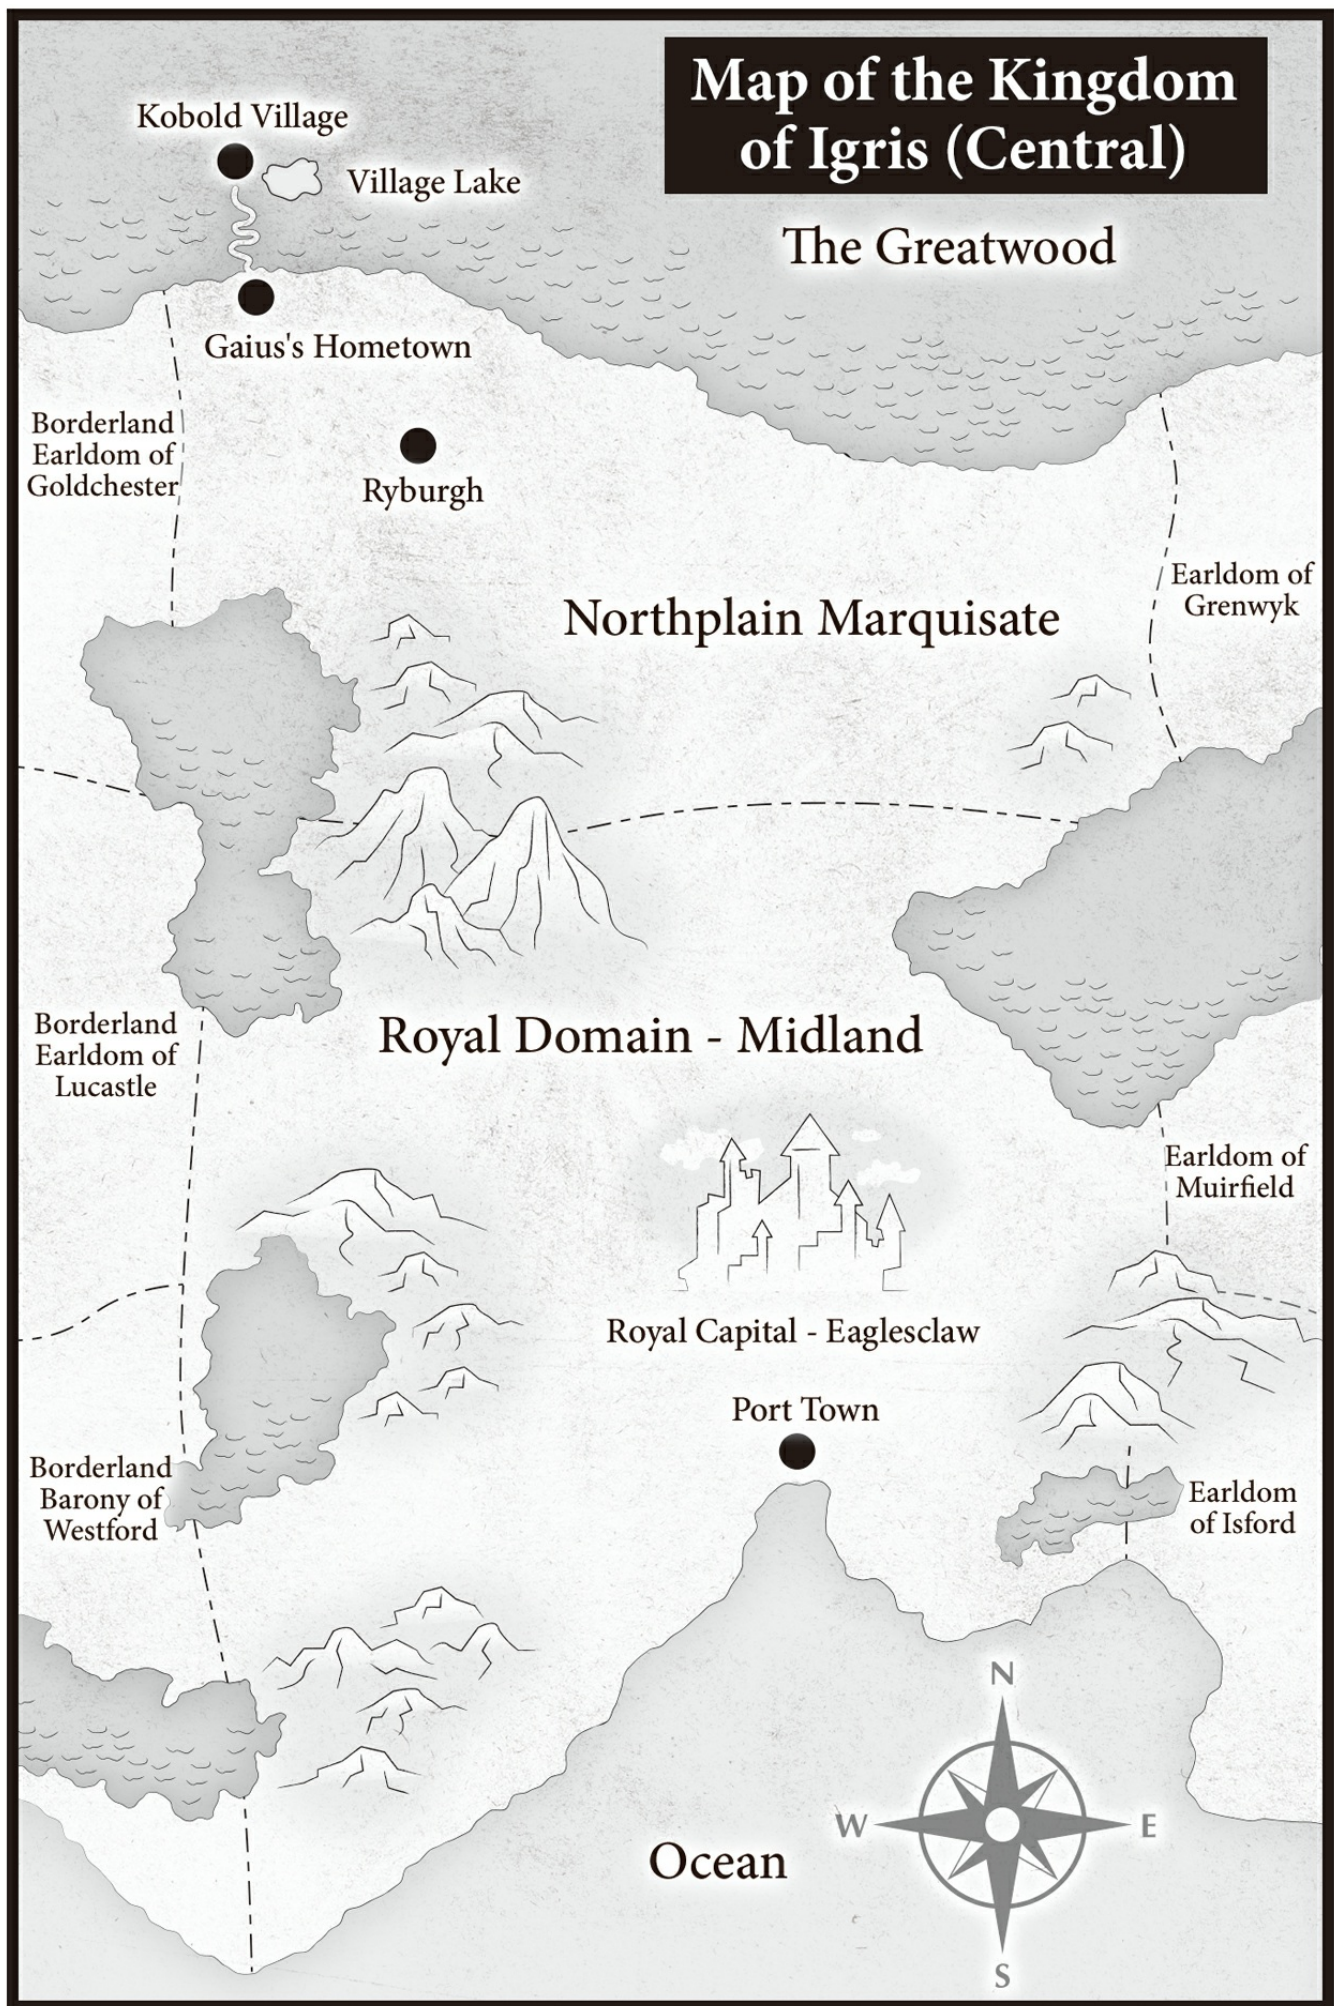 Map of the Kingdom
of Igris (Central)
Kobold Village
Village Lake
The Greatwood
Gaius's Hometown
Borderland
Earldom of
Goldchester
Ryburgh
Earldom of
Grenwyk
Northplain Marquisate
Borderland
Earldom of
Lucastle
Royal Domain - Midland
Earldom of
Muirfield
Royal Capital - Eaglesclaw
Port Town
Borderland
Barony of
Westford
Earldom
of Isford
N
W
E
S
Ocean